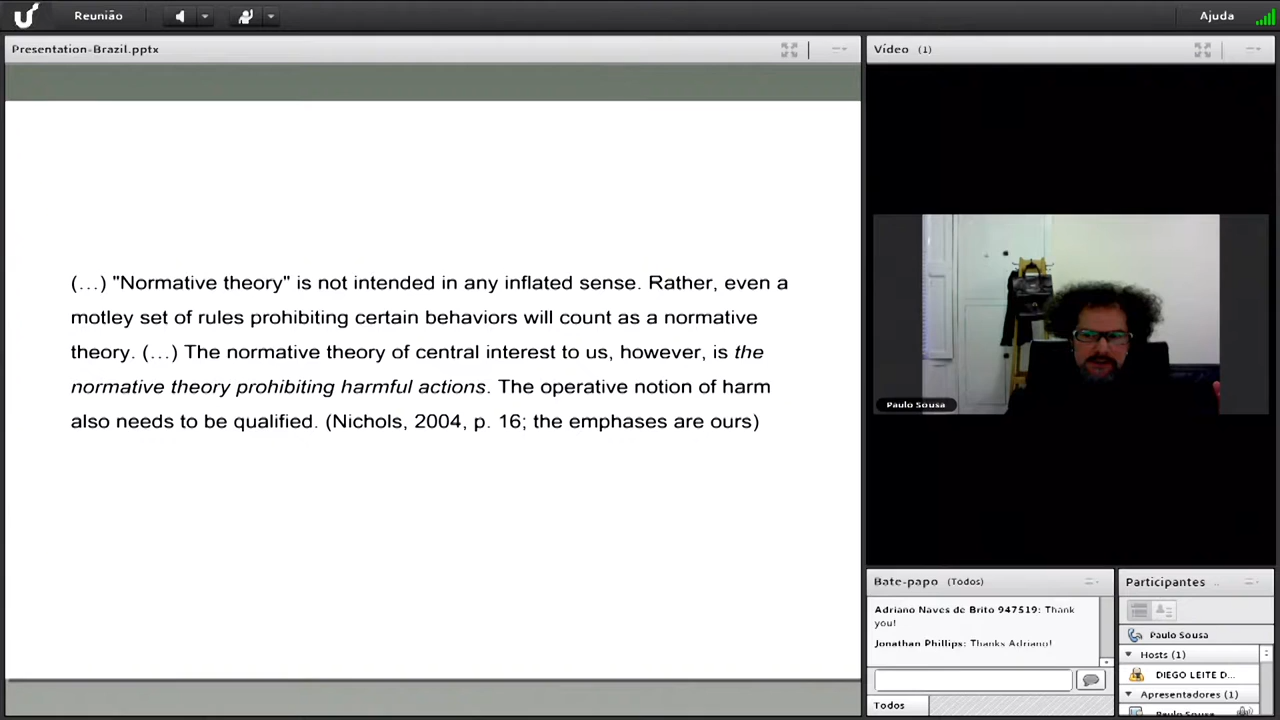 Reunião
Ajuda
Presentation-Brazil.pptx
(…) "Normative theory" is not intended in any inflated sense. Rather, even a
motley set of rules prohibiting certain behaviors will count as a normative
theory. (…) The normative theory of central interest to us, however, is the
normative theory prohibiting harmful actions. The operative notion of harm
also needs to be qualified. (Nichols, 2004, p. 16; the emphases are ours)
Vídeo (1)
Paulo Sousa
Bate-papo (Todos)
Adriano Naves de Brito 947519: Thank
you!
Jonathan Phillips: Thanks Adriano!
Todos
Participantes ..
Paulo Sousa
Hosts (1)
DIEGO LEITE D...
Apresentadores (1)
Paulo Sousa